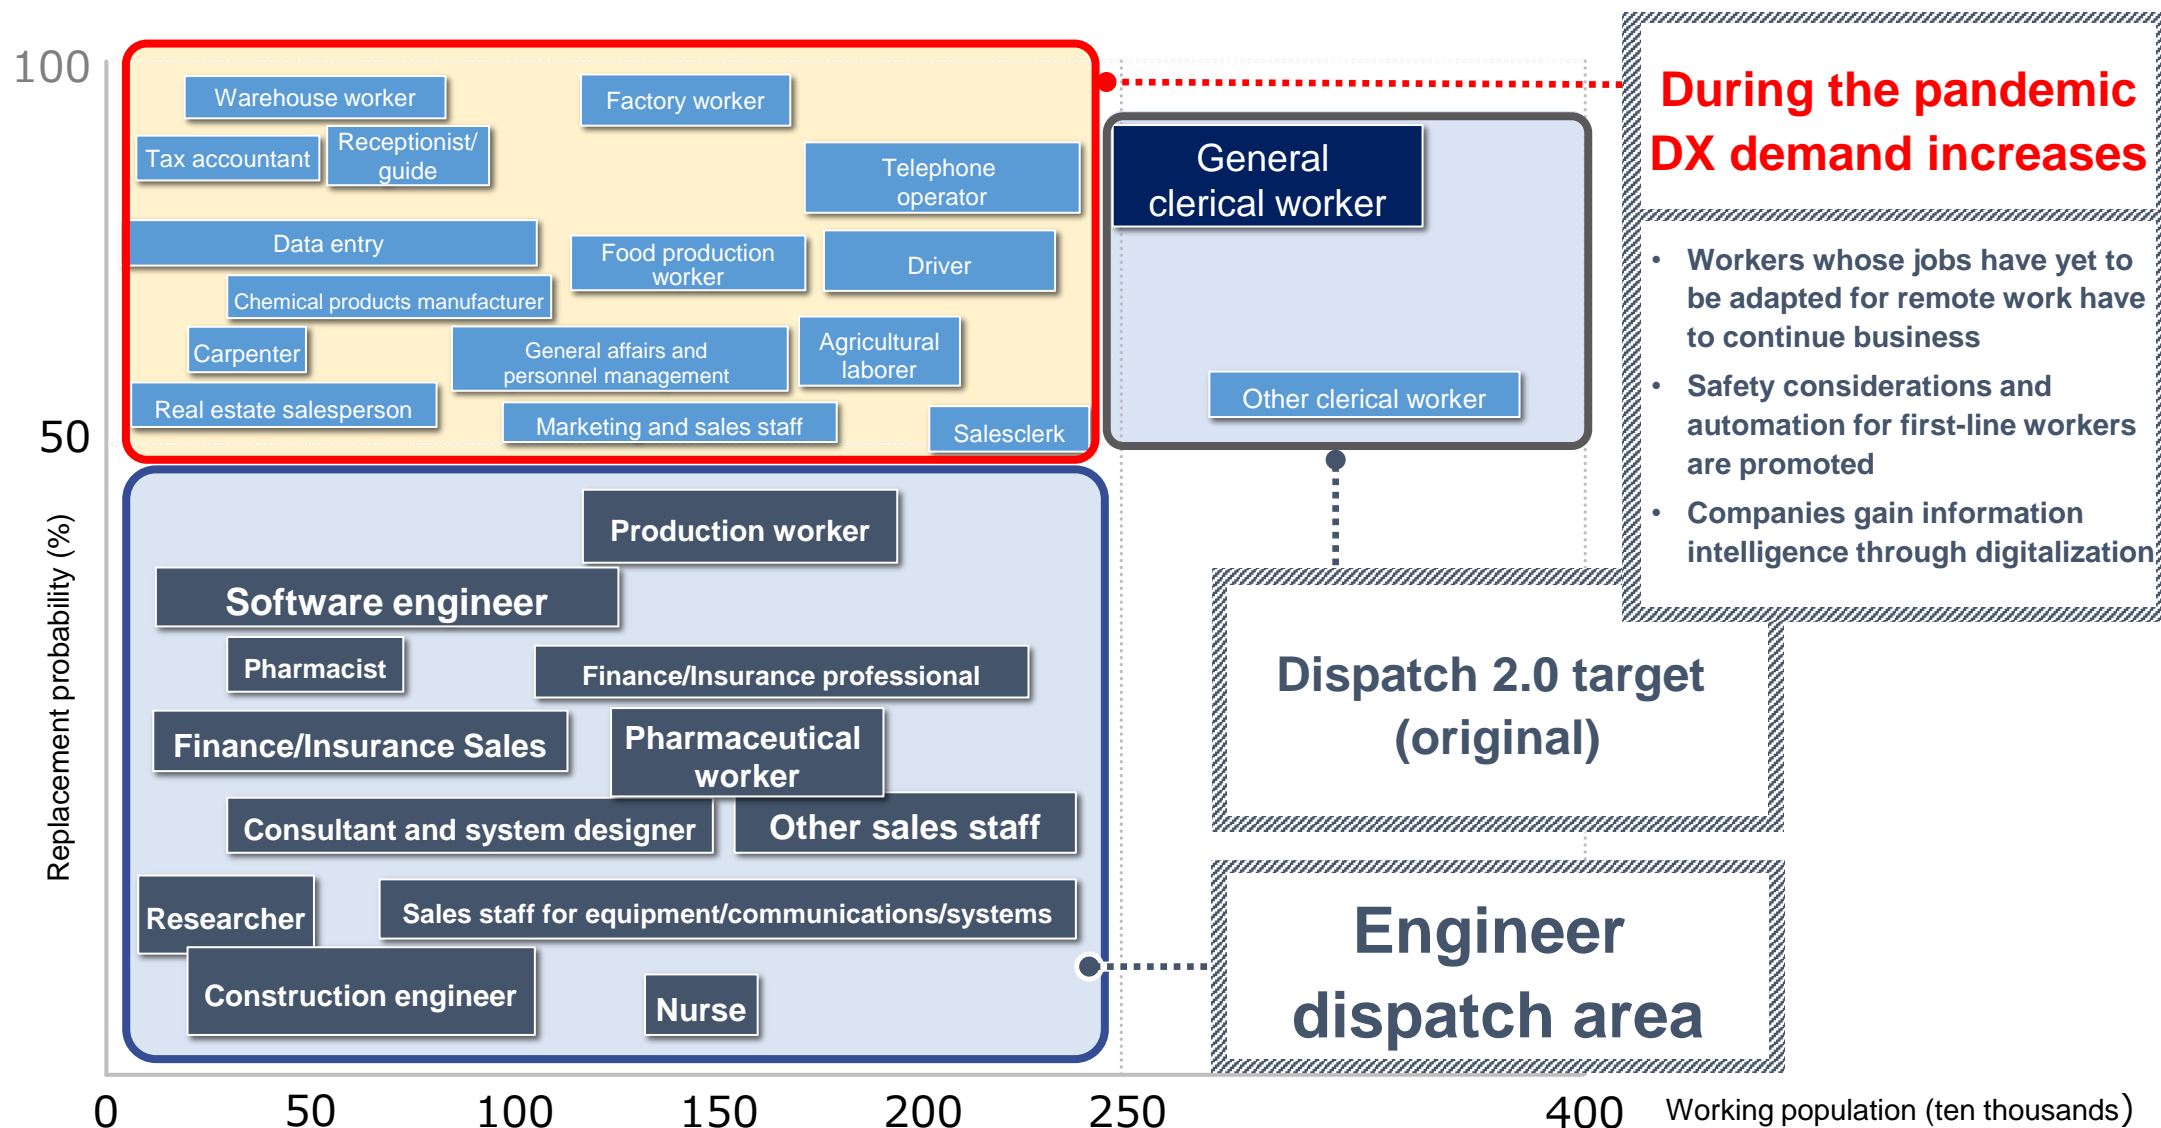 100
50
Replacement probability (%)
Warehouse worker
Factory worker
Tax accountant
Receptionist/
guide
Telephone
operator
Data entry
Food production
worker
Driver
Chemical products manufacturer
Carpenter
General affairs and
personnel management
Agricultural
laborer
Real estate salesperson
Marketing and sales staff
Salesclerk
General
clerical worker
Other clerical worker
During the pandemic
DX demand increases
• Workers whose jobs have yet to
be adapted for remote work have
to continue business
• Safety considerations and
automation for first-line workers
are promoted
• Companies gain information
intelligence through digitalization
Production worker
Software engineer
Pharmacist
Finance/Insurance professional
Finance/Insurance Sales
Pharmaceutical
worker
Consultant and system designer
Other sales staff
Researcher
Sales staff for equipment/communications/systems
Construction engineer
Nurse
Dispatch 2.0 target
(original)
Engineer
dispatch area
0
50
100
150
200
250
400
Working population (ten thousands)